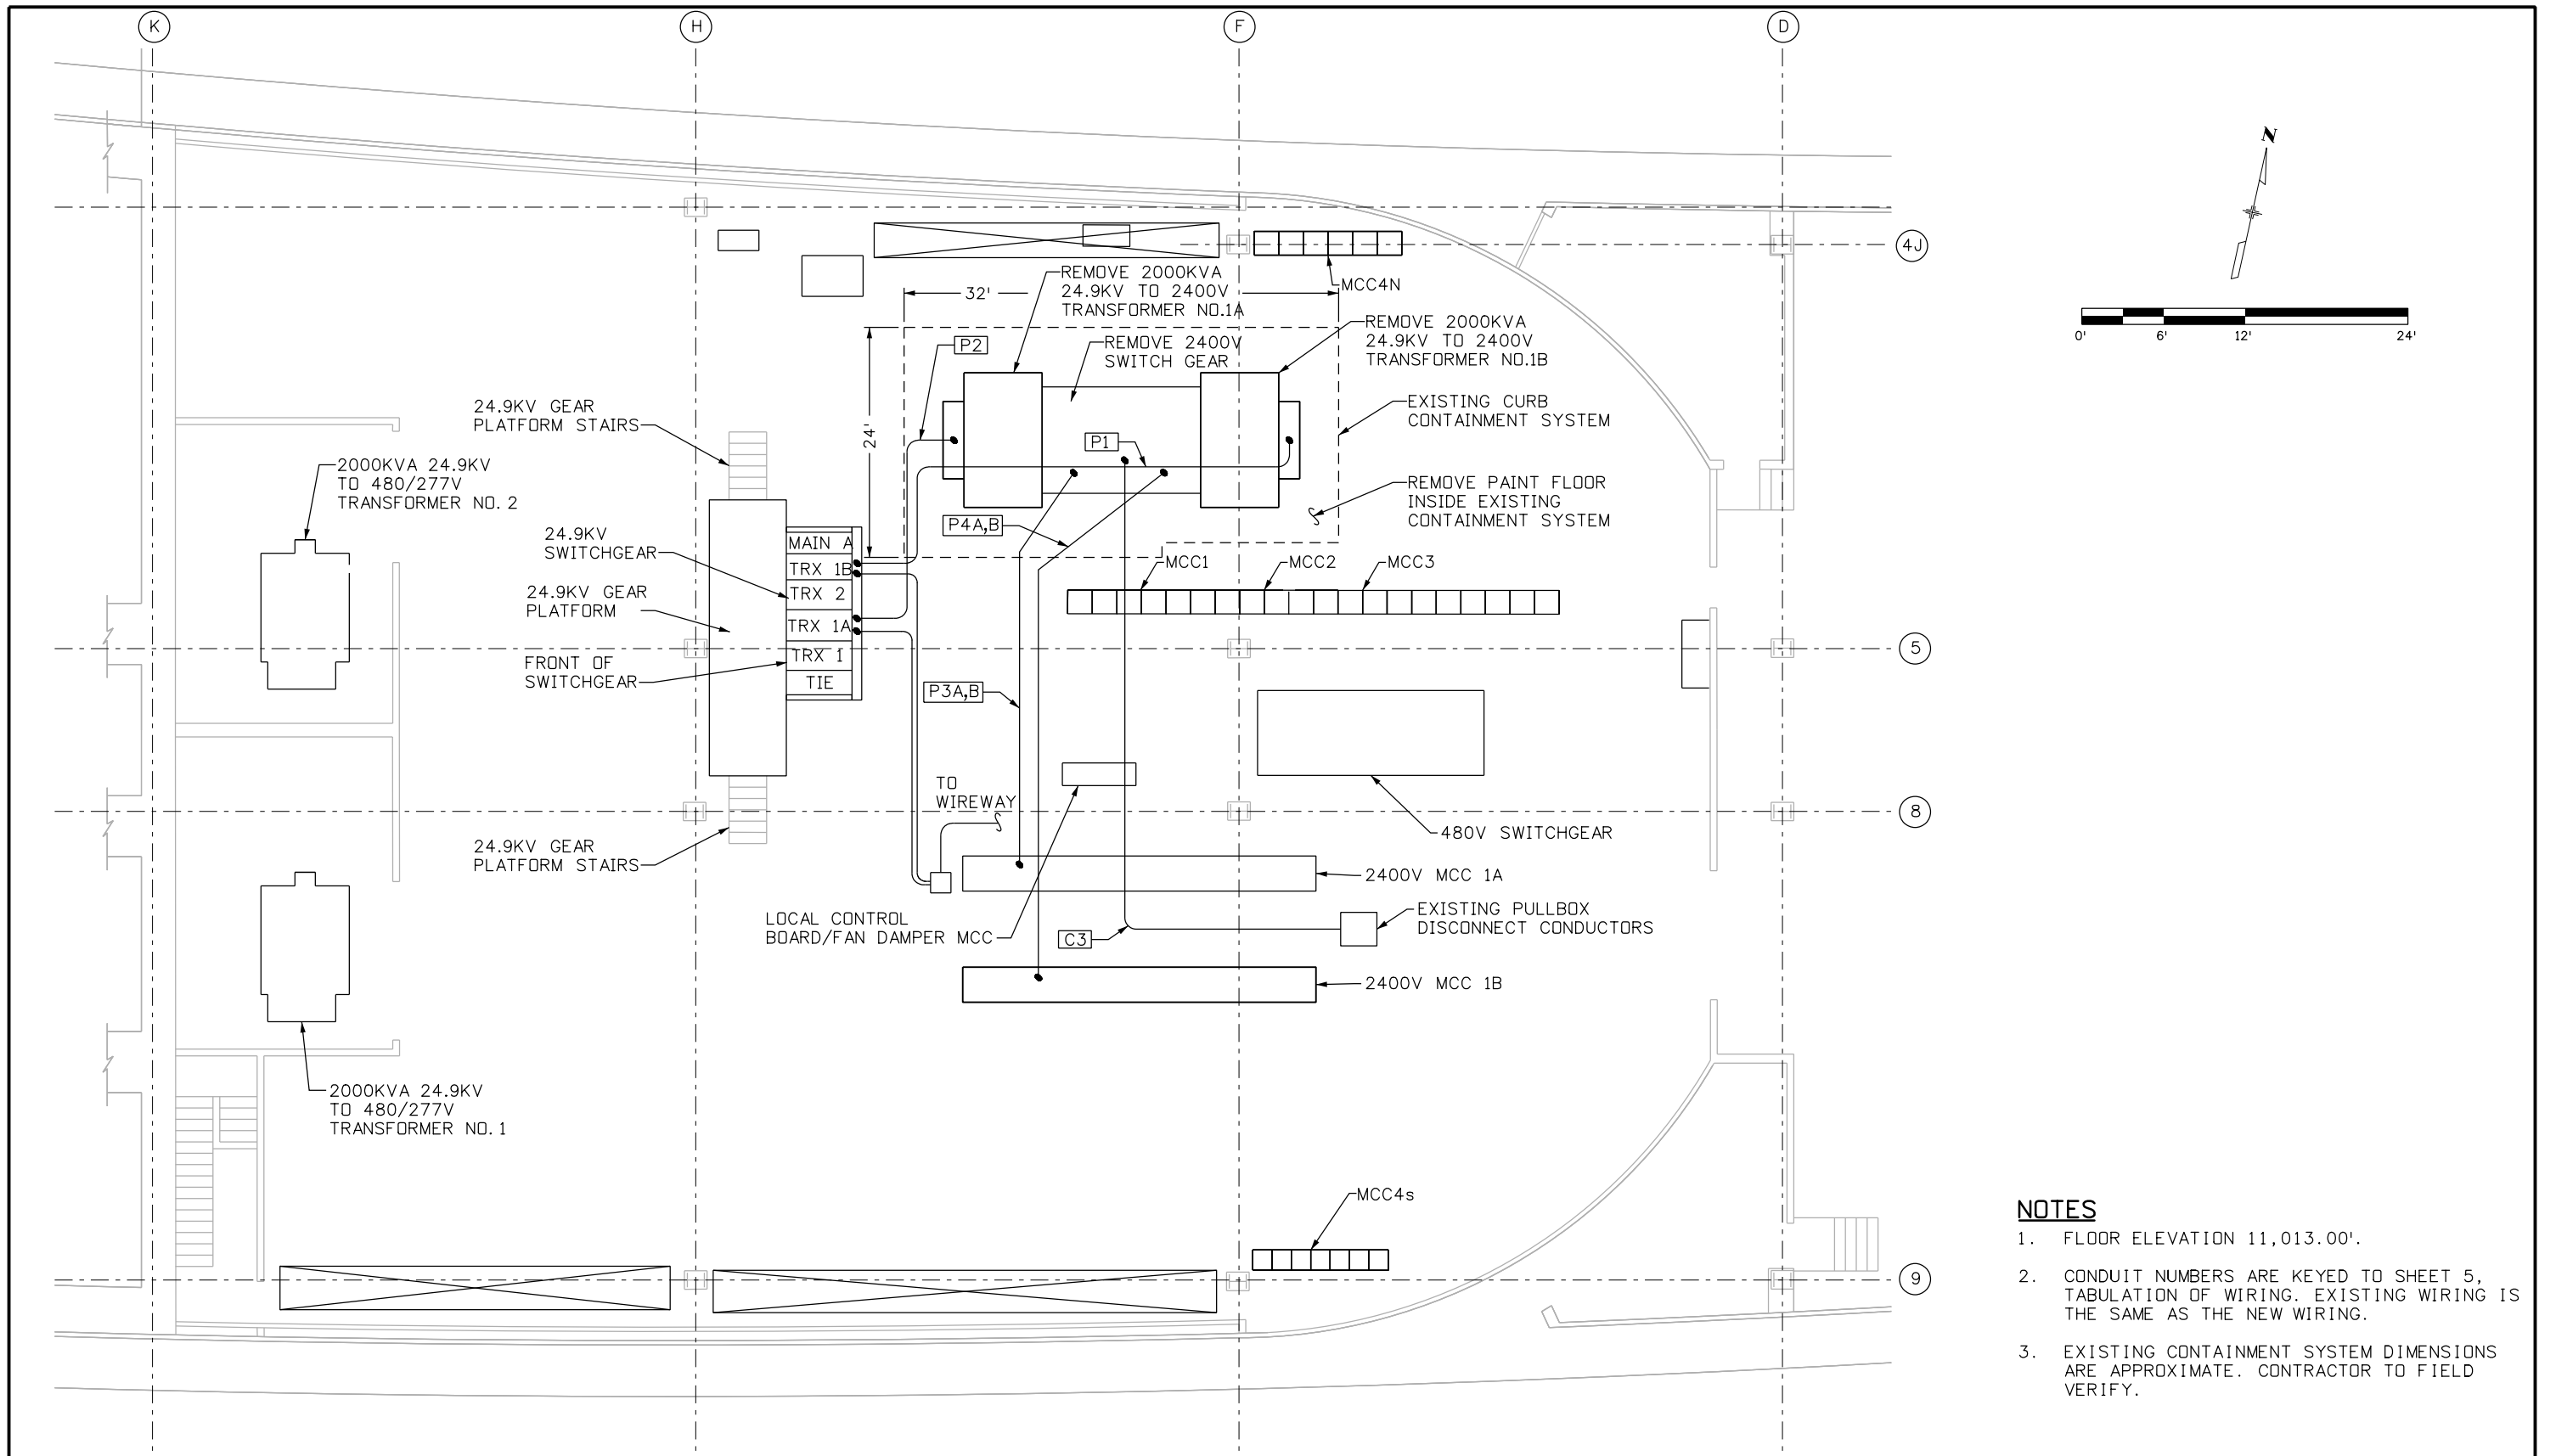 K
H
F
D
N
4J
REMOVE 2000KVA
24.9KV TO 2400V
TRANSFORMER NO.1A
32'
MCC4N
REMOVE 2000KVA
24.9KV TO 2400V
TRANSFORMER NO.1B
0'
6'
12'
24'
P2
REMOVE 2400V
SWITCH GEAR
24.9KV GEAR
PLATFORM STAIRS
24'
EXISTING CURB
CONTAINMENT SYSTEM
P1
2000KVA 24.9KV
TO 480/277V
TRANSFORMER NO. 2
REMOVE PAINT FLOOR
INSIDE EXISTING
CONTAINMENT SYSTEM
24.9KV
SWITCHGEAR
P4A,B
MAIN A
TRX 1B
TRX 2
TRX 1A
TRX 1
TIE
MCC1
MCC2
MCC3
24.9KV GEAR
PLATFORM
5
FRONT OF
SWITCHGEAR
P3A,B
TO
WIREWAY
8
480V SWITCHGEAR
24.9KV GEAR
PLATFORM STAIRS
2400V MCC 1A
LOCAL CONTROL
BOARD/FAN DAMPER MCC
C3
EXISTING PULLBOX
DISCONNECT CONDUCTORS
2400V MCC 1B
2000KVA 24.9KV
TO 480/277V
TRANSFORMER NO. 1
MCC4s
9
NOTES
1. FLOOR ELEVATION 11,013.00'.
2. CONDUIT NUMBERS ARE KEYED TO SHEET 5,
TABULATION OF WIRING. EXISTING WIRING IS
THE SAME AS THE NEW WIRING.
3. EXISTING CONTAINMENT SYSTEM DIMENSIONS
ARE APPROXIMATE. CONTRACTOR TO FIELD
VERIFY.